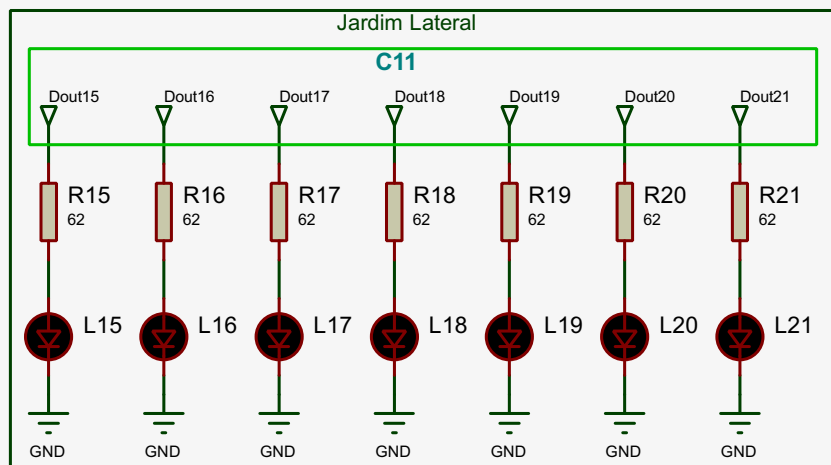 Jardim Lateral
C11
Dout15 Dout16 Dout17 Dout18 Dout19 Dout20 Dout21
R15 R16 R17 R18 R19 R20 R21
62 62 62 62 62 62 62
L15 L16 L17 L18 L19 L20 L21
GND GND GND GND GND GND GND